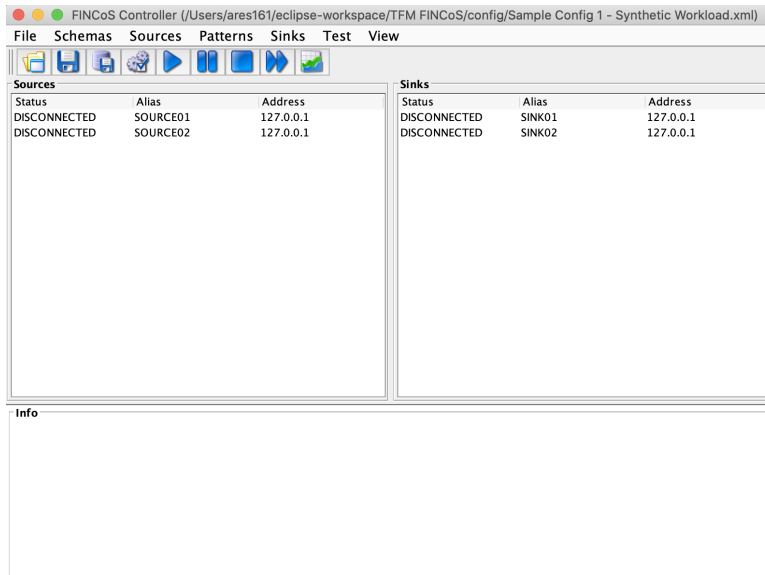 FINCoS Controller (/Users/ares161/eclipse-workspace/TFM FINCoS/config/Sample Config 1 - Synthetic Workload.xml)
File Schemas Sources Patterns Sinks Test View
Sources
Status Alias Address
DISCONNECTED SOURCE01 127.0.0.1
DISCONNECTED SOURCE02 127.0.0.1
Sinks
Status Alias Address
DISCONNECTED SINK01 127.0.0.1
DISCONNECTED SINK02 127.0.0.1
Info